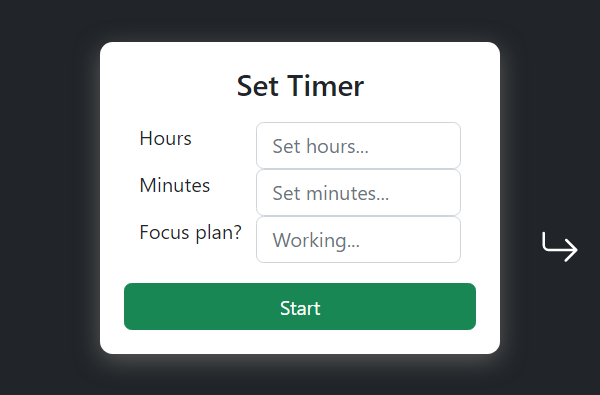 Set Timer
Hours Set hours...
Minutes Set minutes...
Focus plan? Working...
Start